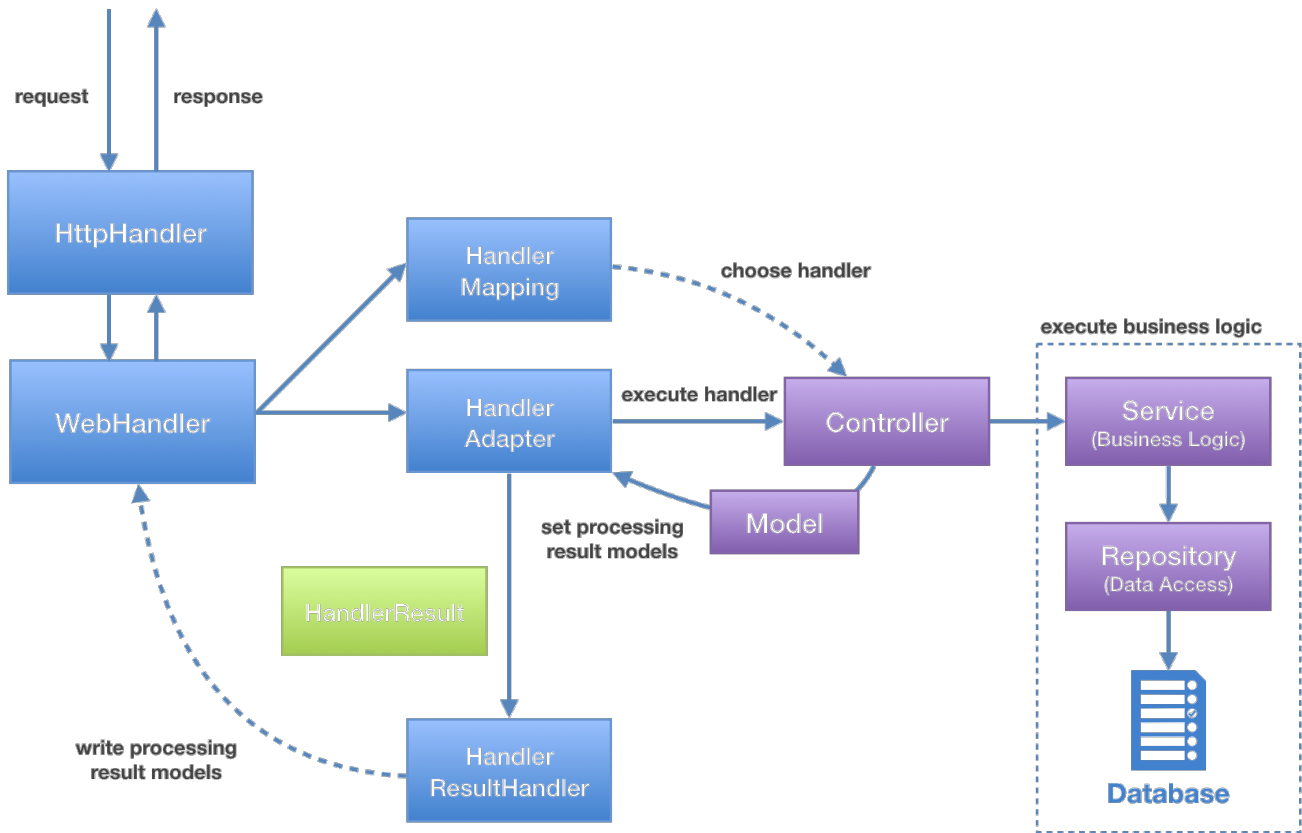 request
response
HttpHandler
WebHandler
Handler
Mapping
choose handler
Handler
Adapter
execute handler
Controller
Model
set processing
result models
HandlerResult
Handler
ResultHandler
write processing
result models
execute business logic
Service
(Business Logic)
Repository
(Data Access)
Database